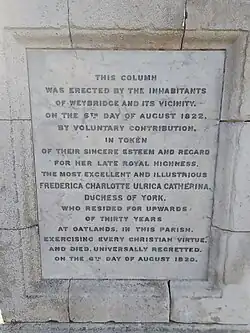 THIS COLUMN
WAS ERECTED BY THE INHABITANTS
OF WEYBRIDGE AND ITS VICINITY,
ON THE 6TH DAY OF AUGUST 1822,
BY VOLUNTARY CONTRIBUTION,
IN TOKEN
OF THEIR SINCERE ESTEEM AND REGARD
FOR HER LATE ROYAL HIGHNESS,
THE MOST EXCELLENT AND ILLUSTRIOUS
FREDERICA CHARLOTTE ULRICA CATHERINA,
DUCHESS OF YORK,
WHO RESIDED FOR UPWARDS
OF THIRTY YEARS
AT OATLANDS, IN THIS PARISH,
EXERCISING EVERY CHRISTIAN VIRTUE,
AND DIED, UNIVERSALLY REGRETTED,
ON THE 6TH DAY OF AUGUST 1820.